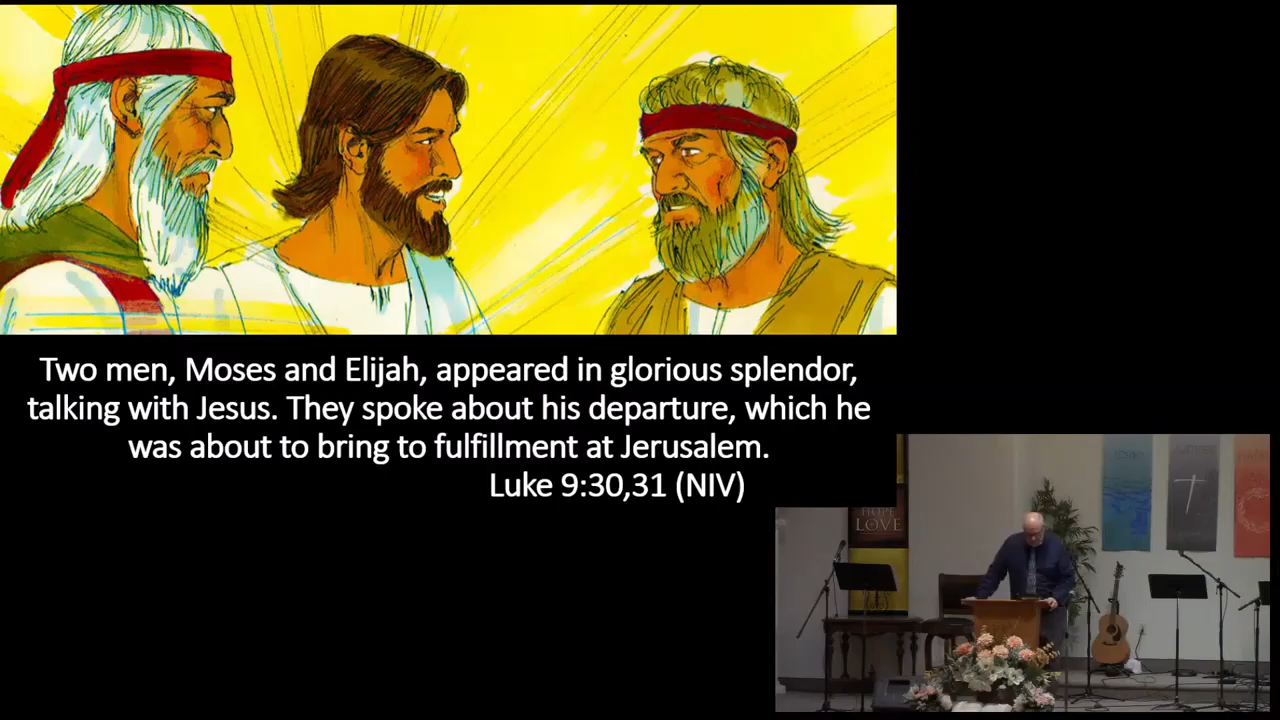 Two men, Moses and Elijah, appeared in glorious splendor,
talking with Jesus. They spoke about his departure, which he
was about to bring to fulfillment at Jerusalem.
Luke 9:30,31 (NIV)
HOPE
LOVE